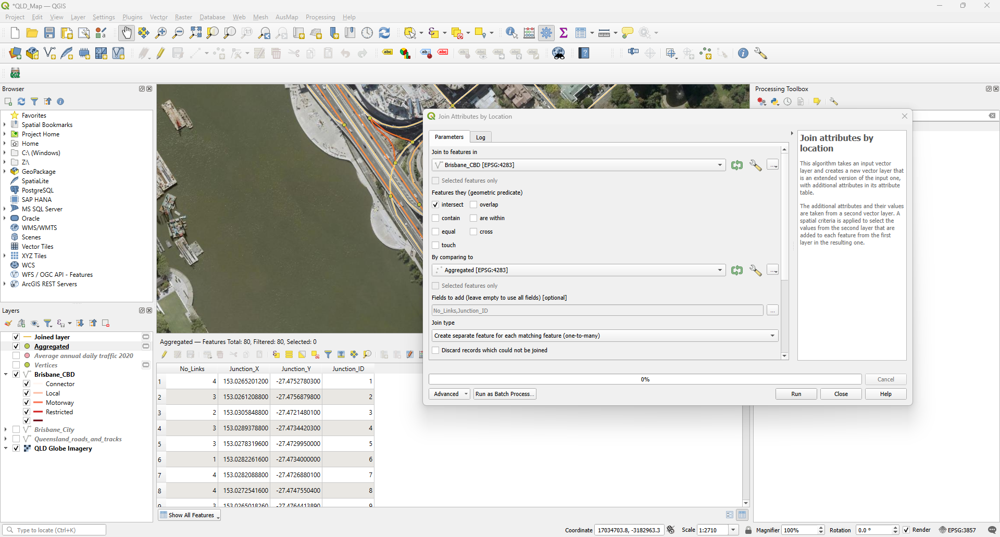 *QLD_Map — QGIS
Project Edit View Layer Settings Plugins Vector Raster Database Web Mesh AusMap Processing Help
Browser
Favorites
Spatial Bookmarks
Project Home
Home
C:\ (Windows)
Z:\
GeoPackage
SpatiaLite
PostgreSQL
SAP HANA
MS SQL Server
Oracle
WMS/WMTS
Scenes
Vector Tiles
XYZ Tiles
WCS
WFS / OGC API - Features
ArcGIS REST Servers
Layers
Joined layer
Aggregated
Average annual daily traffic 2020
Vertices
Brisbane_CBD
Connector
Local
Motorway
Restricted
Brisbane_City
Queensland_roads_and_tracks
QLD Globe Imagery
Type to locate (Ctrl+K)
Aggregated — Features Total: 80, Filtered: 80, Selected: 0
No_Links Junction_X Junction_Y Junction_ID
1 4 153.0265201200 -27.4752780300 1
2 3 153.0261208800 -27.4756879800 2
3 2 153.0305848800 -27.4721480100 3
4 3 153.0289378800 -27.4734420300 4
5 3 153.0278319600 -27.4729950000 5
6 1 153.0282261600 -27.4734000000 6
7 4 153.0282088800 -27.4726880100 7
8 4 153.0272541600 -27.4747550400 8
9 3 153.0265018260 -27.4764413890 9
Show All Features
Join Attributes by Location
Parameters Log
Join to features in
Brisbane_CBD [EPSG:4283]
Selected features only
Features they (geometric predicate)
intersect overlap
contain are within
equal cross
touch
By comparing to
Aggregated [EPSG:4283]
Selected features only
Fields to add (leave empty to use all fields) [optional]
No_Links,Junction_ID
Join type
Create separate feature for each matching feature (one-to-many)
Discard records which could not be joined
0%
Cancel
Advanced Run as Batch Process... Run Close Help
Join attributes by
location
This algorithm takes an input vector
layer and creates a new vector layer that
is an extended version of the input one,
with additional attributes in its attribute
table.
The additional attributes and their values
are taken from a second vector layer. A
spatial criteria is applied to select the
values from the second layer that are
added to each feature from the first
layer in the resulting one.
Processing Toolbox
Coordinate 17034703.8, -3182963.3 Scale 1:2710 Magnifier 100% Rotation 0.0 ° Render EPSG:3857